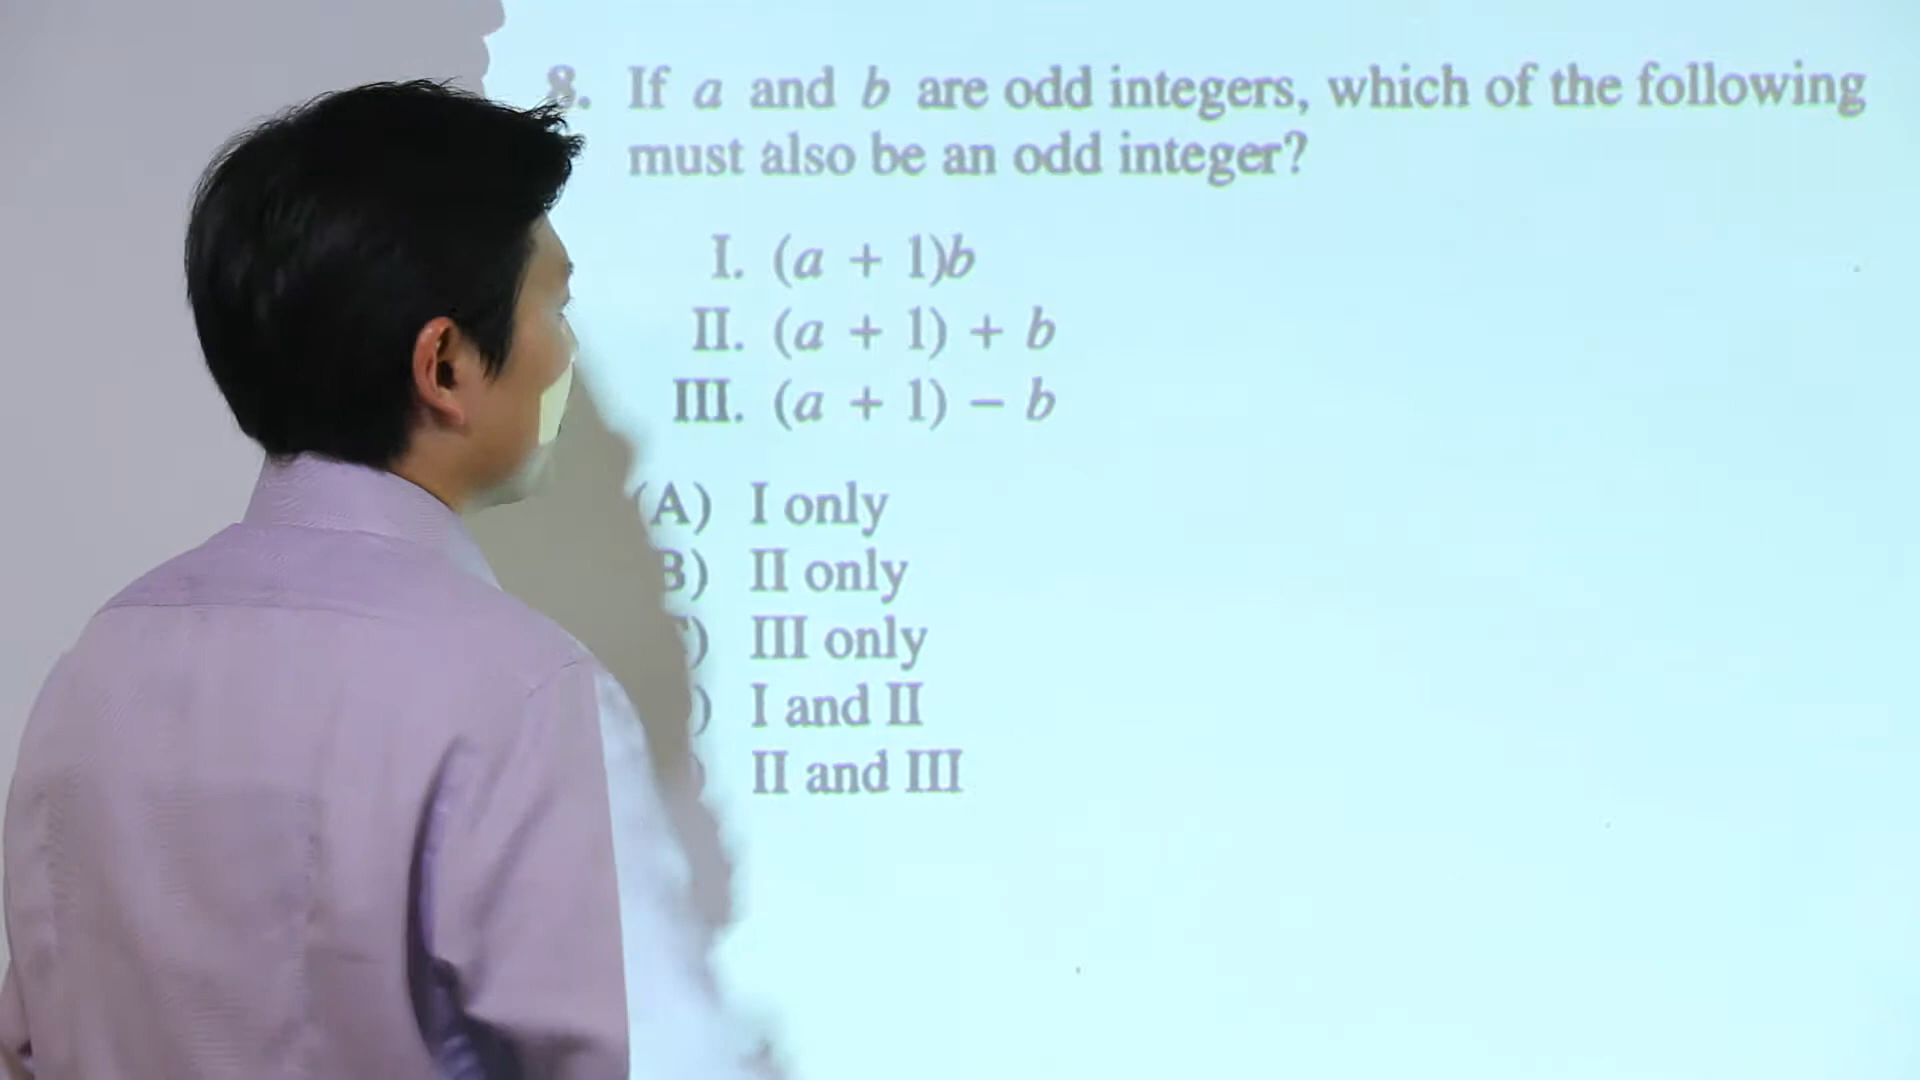 8. If a and b are odd integers, which of the following
must also be an odd integer?
I. (a + 1)b
II. (a + 1) + b
III. (a + 1) − b
(A) I only
B) II only
) III only
) I and II
) II and III